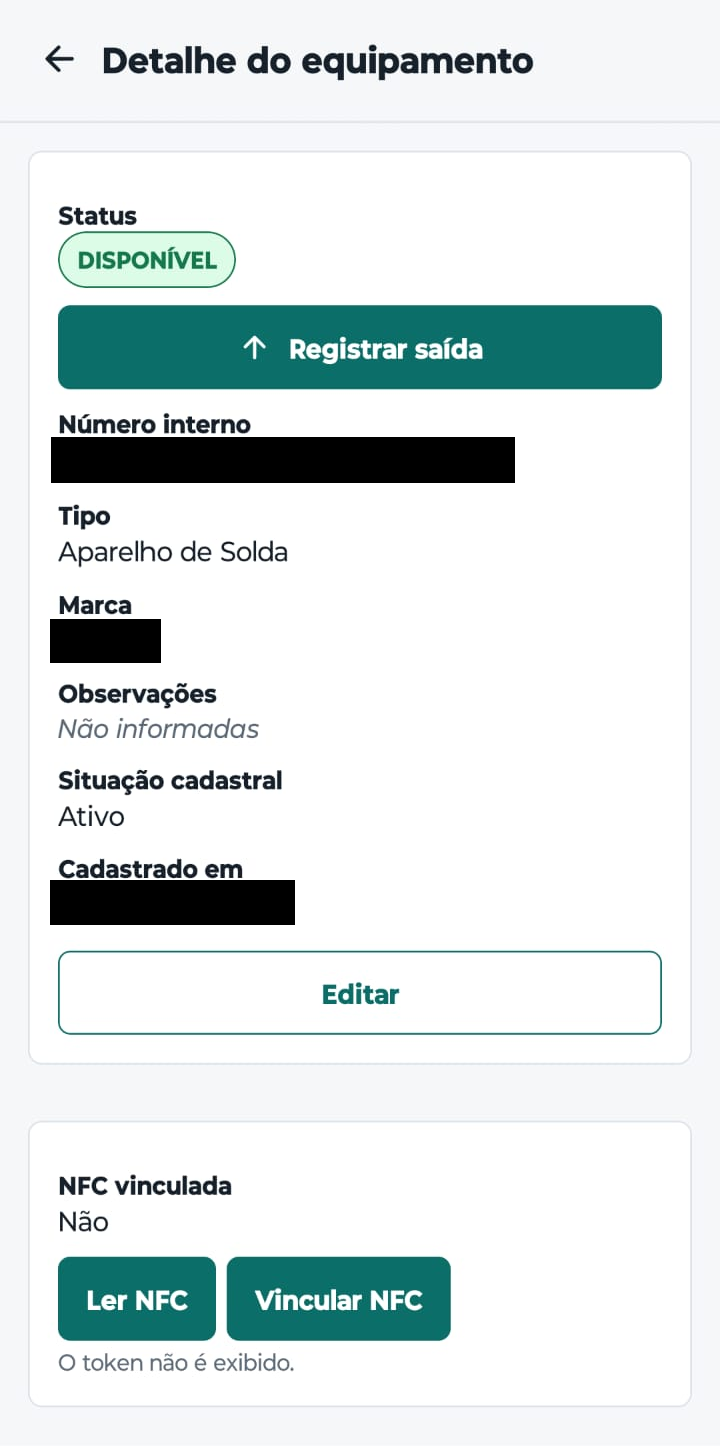 Detalhe do equipamento
Status
DISPONÍVEL
Registrar saída
Número interno
Tipo
Aparelho de Solda
Marca
Observações
Não informadas
Situação cadastral
Ativo
Cadastrado em
Editar
NFC vinculada
Não
Ler NFC
Vincular NFC
O token não é exibido.